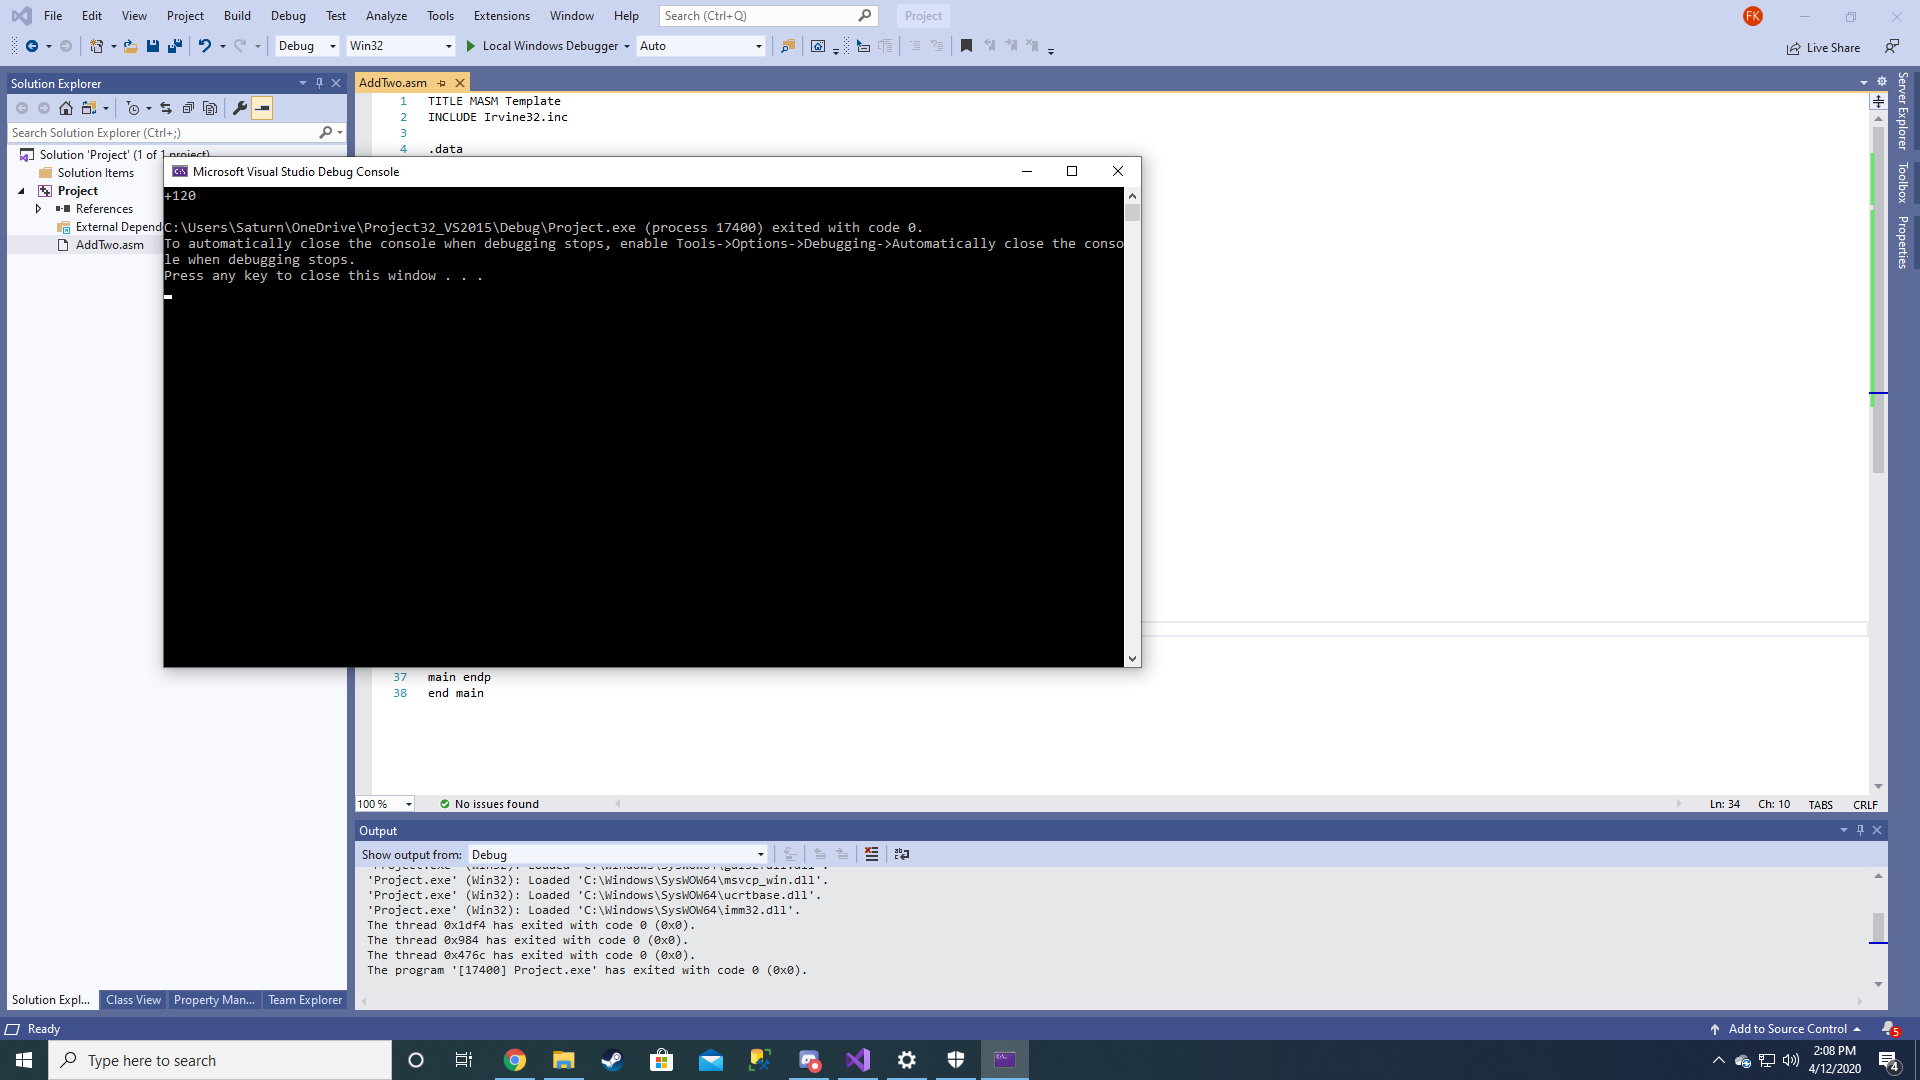 File Edit View Project Build Debug Test Analyze Tools Extensions Window Help Search (Ctrl+Q) Project FK
Debug Win32 Local Windows Debugger Auto Live Share
Solution Explorer
Search Solution Explorer (Ctrl+;)
Solution 'Project' (1 of 1 project)
Solution Items
Project
References
External Depend
AddTwo.asm
AddTwo.asm
1 TITLE MASM Template
2 INCLUDE Irvine32.inc
3
4 .data
Microsoft Visual Studio Debug Console
+120
C:\Users\Saturn\OneDrive\Project32_VS2015\Debug\Project.exe (process 17400) exited with code 0.
To automatically close the console when debugging stops, enable Tools->Options->Debugging->Automatically close the conso
le when debugging stops.
Press any key to close this window . . .
37 main endp
38 end main
100 % No issues found Ln: 34 Ch: 10 TABS CRLF
Output
Show output from: Debug
'Project.exe' (Win32): Loaded 'C:\Windows\SysWOW64\msvcp_win.dll'.
'Project.exe' (Win32): Loaded 'C:\Windows\SysWOW64\ucrtbase.dll'.
'Project.exe' (Win32): Loaded 'C:\Windows\SysWOW64\imm32.dll'.
The thread 0x1df4 has exited with code 0 (0x0).
The thread 0x984 has exited with code 0 (0x0).
The thread 0x476c has exited with code 0 (0x0).
The program '[17400] Project.exe' has exited with code 0 (0x0).
Server Explorer
Toolbox
Properties
Solution Expl... Class View Property Man... Team Explorer
Ready Add to Source Control 5
Type here to search
2:08 PM
4/12/2020
4